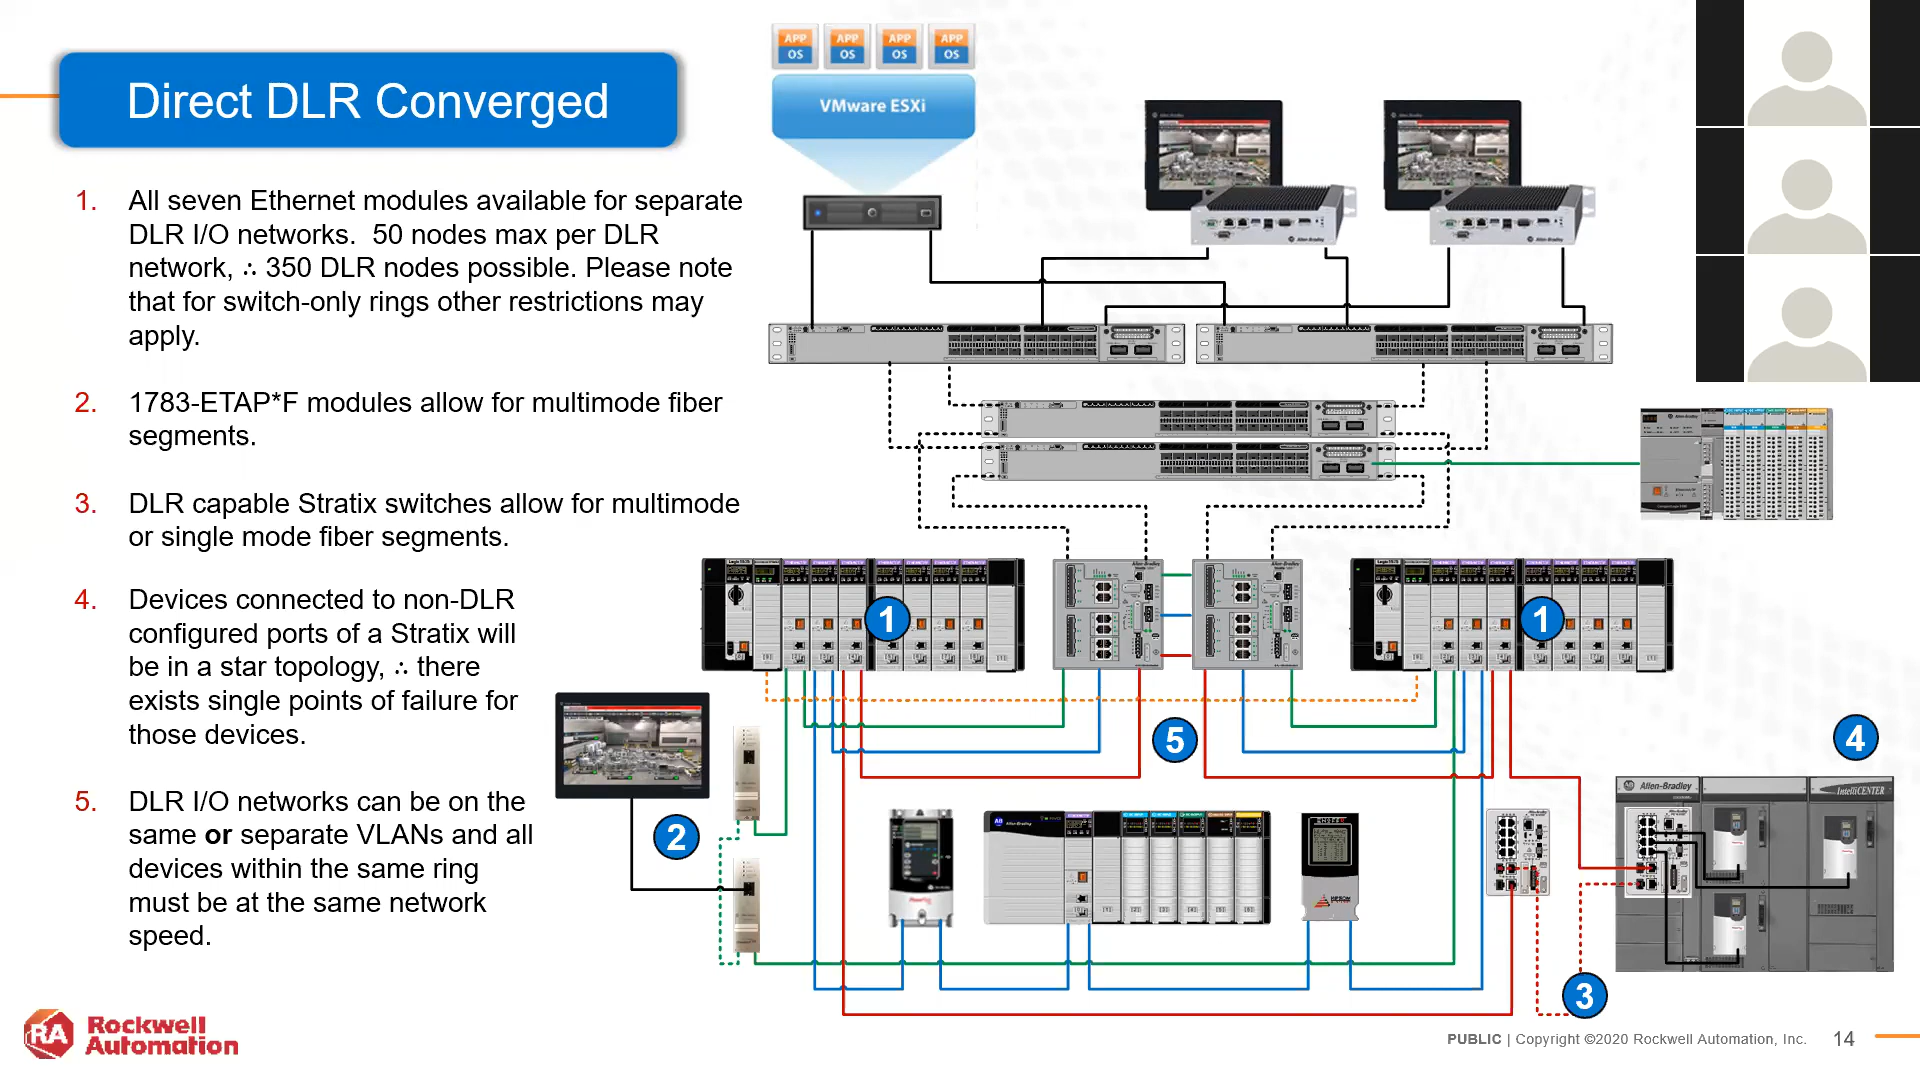 APP APP APP APP
OS OS OS OS
Direct DLR Converged
VMware ESXi
1. All seven Ethernet modules available for separate
DLR I/O networks.  50 nodes max per DLR
network, ∴ 350 DLR nodes possible. Please note
that for switch-only rings other restrictions may
apply.
2. 1783-ETAP*F modules allow for multimode fiber
segments.
3. DLR capable Stratix switches allow for multimode
or single mode fiber segments.
4. Devices connected to non-DLR
configured ports of a Stratix will
be in a star topology, ∴ there
exists single points of failure for
those devices.
5. DLR I/O networks can be on the
same or separate VLANs and all
devices within the same ring
must be at the same network
speed.
1
1
5
4
2
3
Allen-Bradley
IntelliCENTER
RA
Rockwell
Automation
PUBLIC | Copyright ©2020 Rockwell Automation, Inc. 14